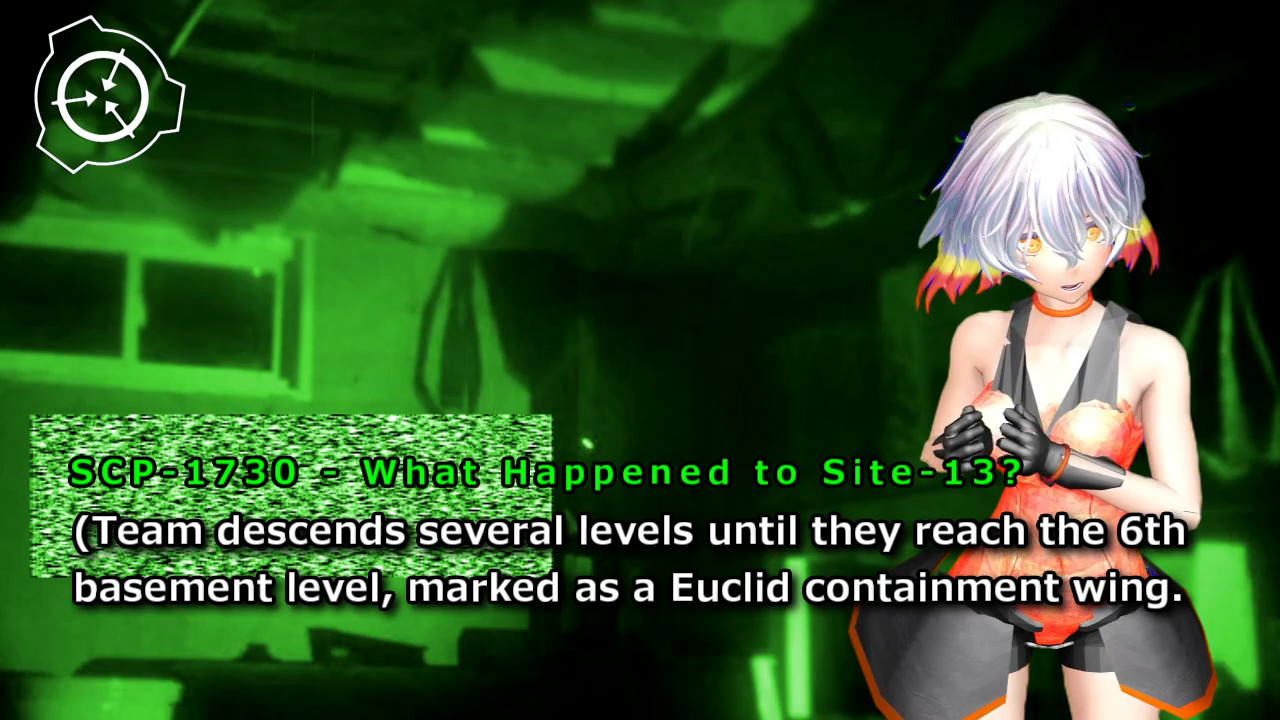 SCP-1730 - What Happened to Site-13?
(Team descends several levels until they reach the 6th
basement level, marked as a Euclid containment wing.